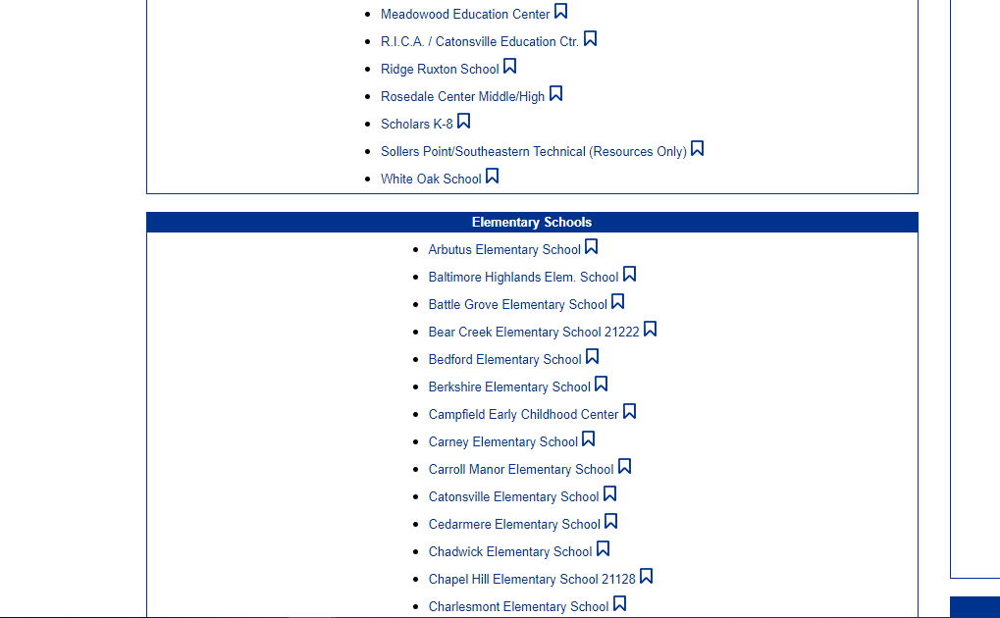 Meadowood Education Center
R.I.C.A. / Catonsville Education Ctr.
Ridge Ruxton School
Rosedale Center Middle/High
Scholars K-8
Sollers Point/Southeastern Technical (Resources Only)
White Oak School
Elementary Schools
Arbutus Elementary School
Baltimore Highlands Elem. School
Battle Grove Elementary School
Bear Creek Elementary School 21222
Bedford Elementary School
Berkshire Elementary School
Campfield Early Childhood Center
Carney Elementary School
Carroll Manor Elementary School
Catonsville Elementary School
Cedarmere Elementary School
Chadwick Elementary School
Chapel Hill Elementary School 21128
Charlesmont Elementary School